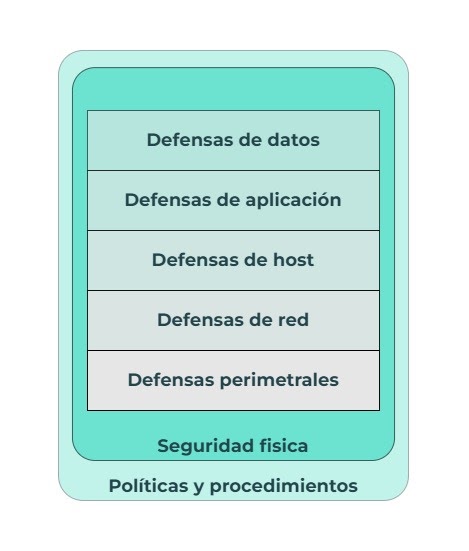 Defensas de datos
Defensas de aplicación
Defensas de host
Defensas de red
Defensas perimetrales
Seguridad fisica
Políticas y procedimientos